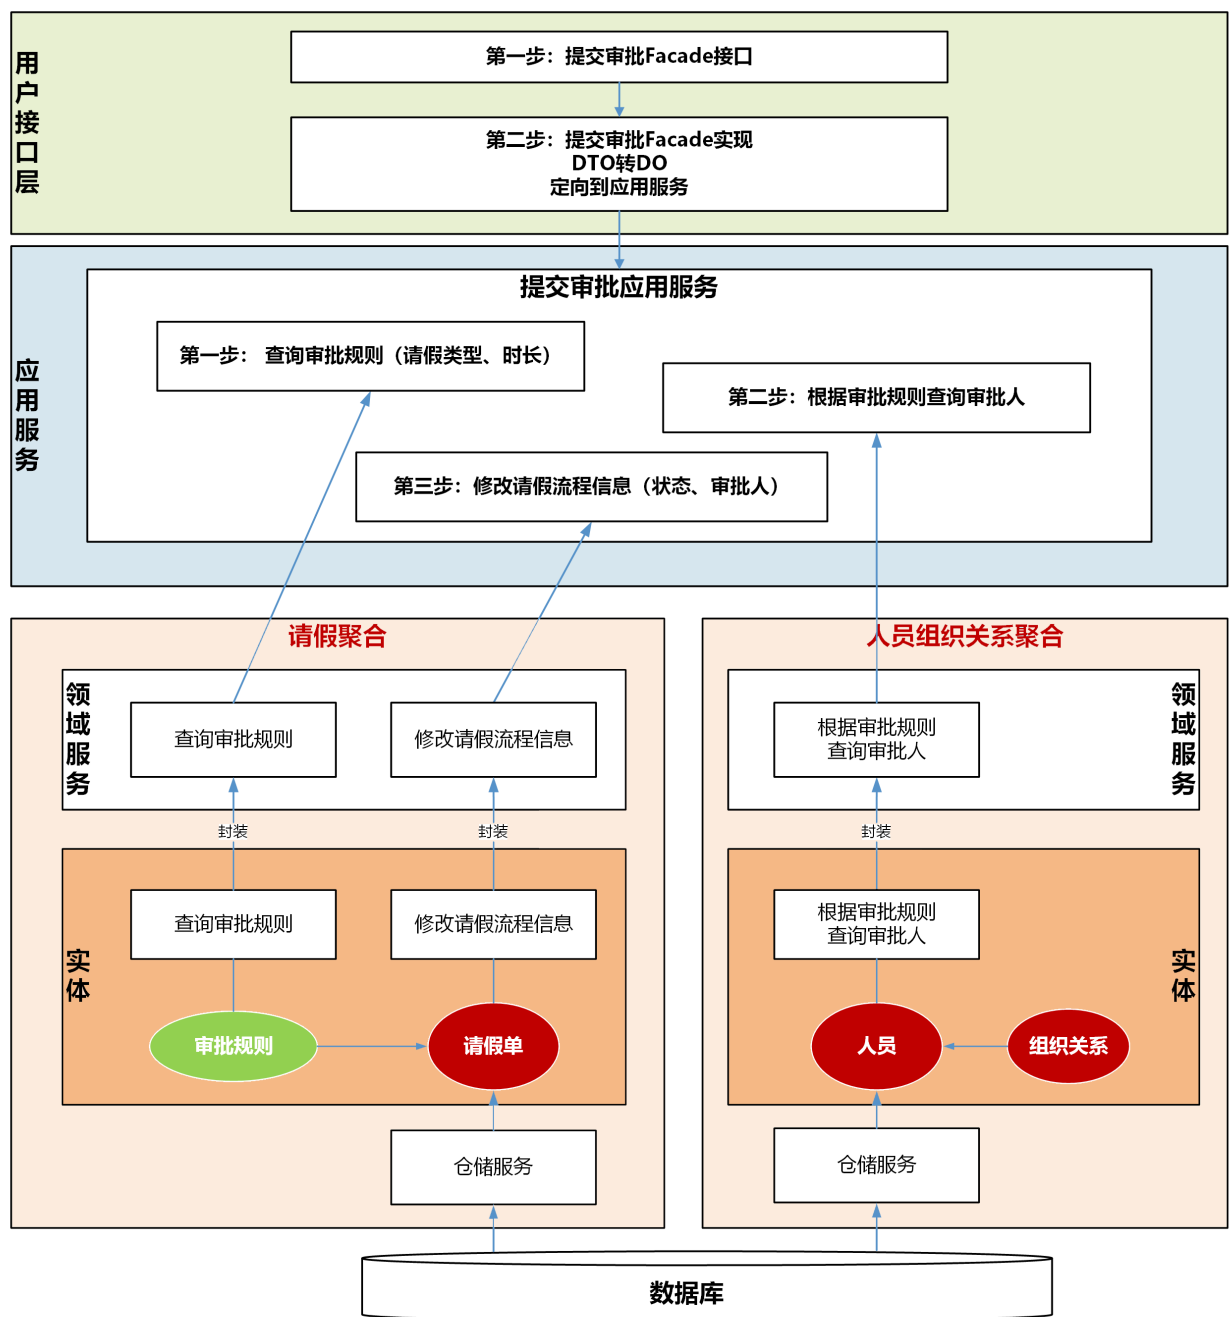 用户接口层
第一步：提交审批Facade接口
第二步：提交审批Facade实现
DTO转DO
定向到应用服务
应用服务
提交审批应用服务
第一步： 查询审批规则（请假类型、时长）
第二步：根据审批规则查询审批人
第三步：修改请假流程信息（状态、审批人）
请假聚合
领域服务
查询审批规则
修改请假流程信息
封装
封装
实体
查询审批规则
修改请假流程信息
审批规则
请假单
仓储服务
人员组织关系聚合
领域服务
根据审批规则
查询审批人
封装
实体
根据审批规则
查询审批人
人员
组织关系
仓储服务
数据库